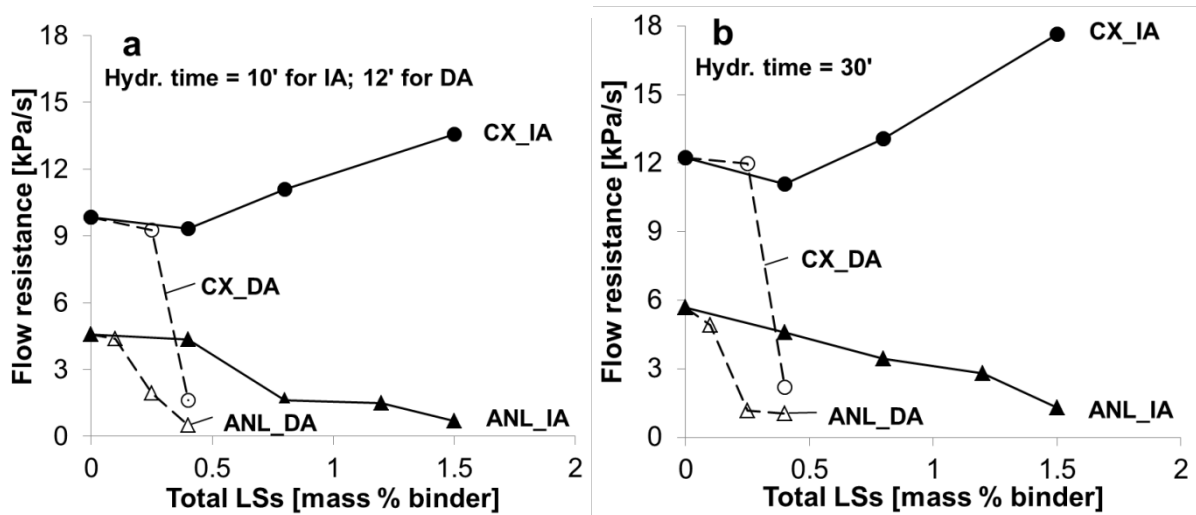 a
Hydr. time = 10' for IA; 12' for DA
Flow resistance [kPa/s]
18
15
12
9
6
3
0
CX_IA
CX_DA
ANL_DA
ANL_IA
0 0.5 1 1.5 2
Total LSs [mass % binder]
b
Hydr. time = 30'
Flow resistance [kPa/s]
18
15
12
9
6
3
0
CX_IA
CX_DA
ANL_DA
ANL_IA
0 0.5 1 1.5 2
Total LSs [mass % binder]